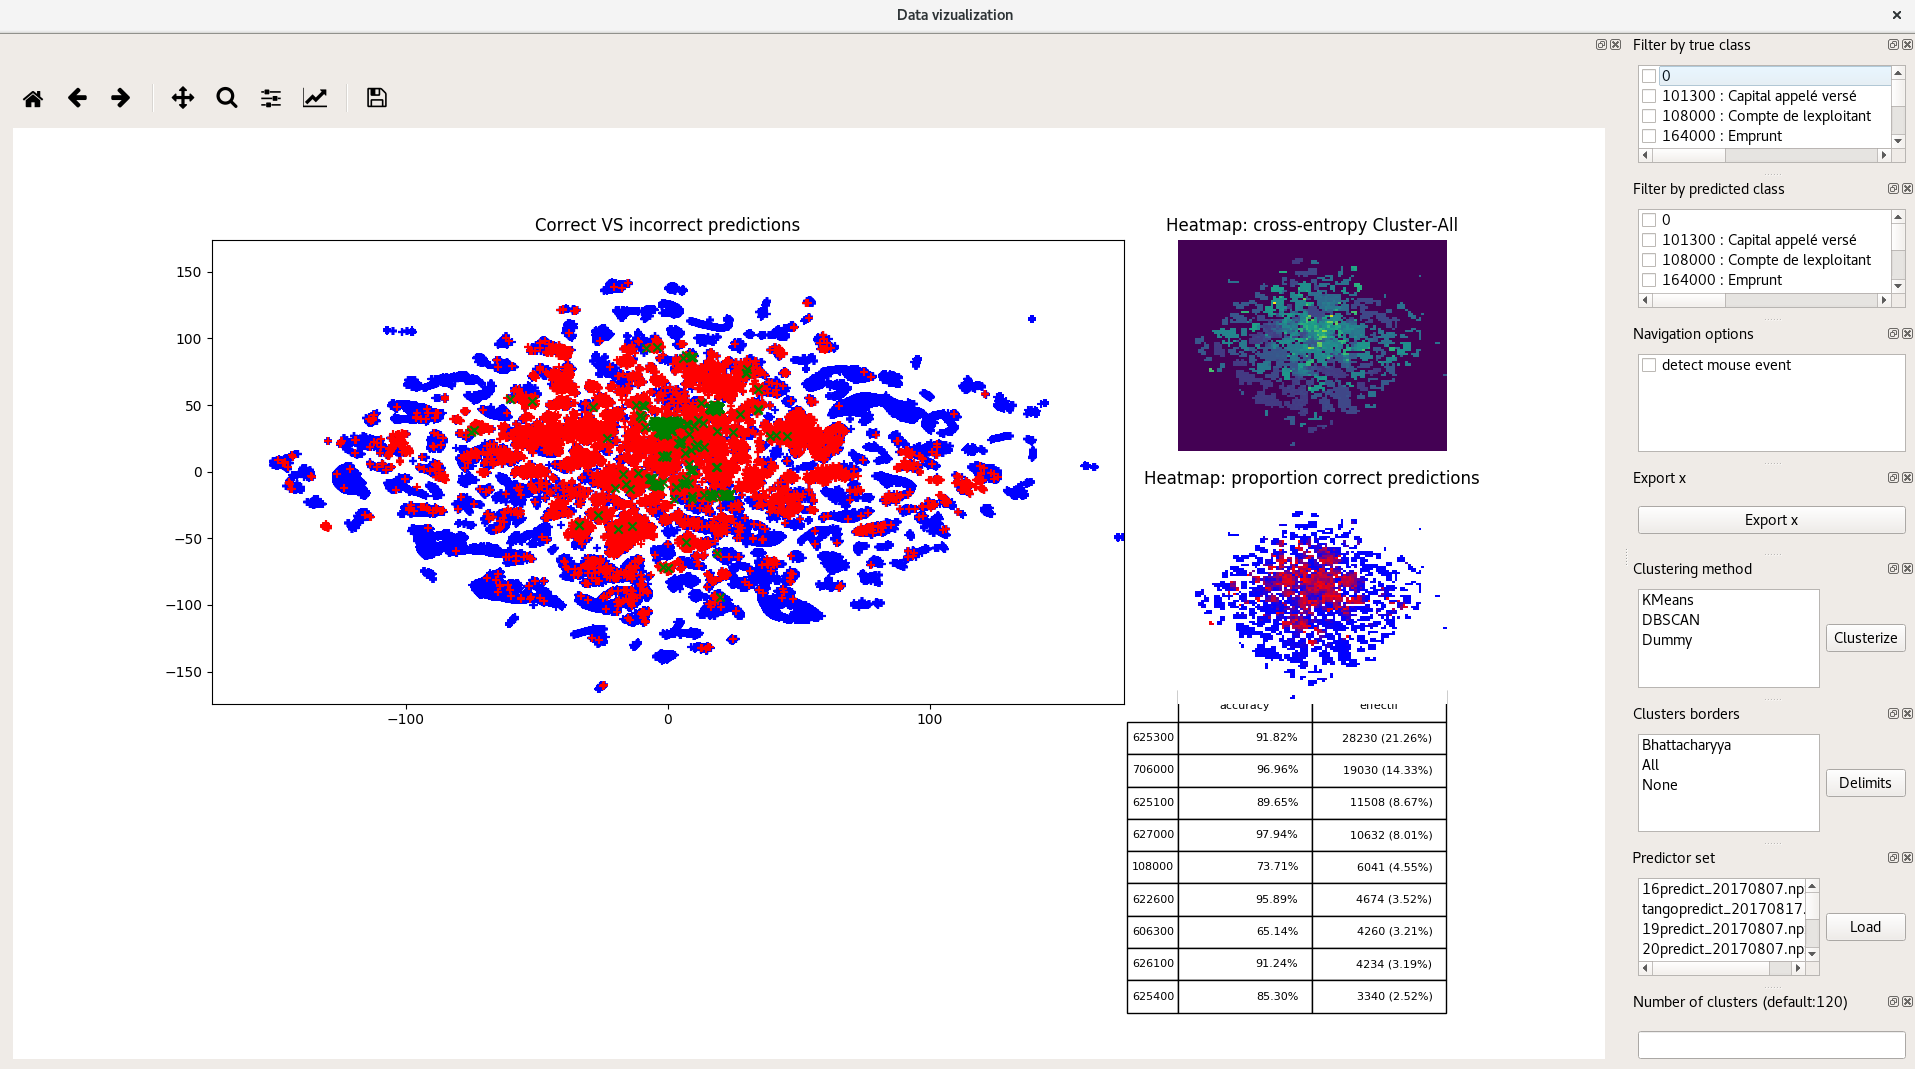 Data vizualization
Correct VS incorrect predictions
150
100
50
0
−50
−100
−150
−100
0
100
Heatmap: cross-entropy Cluster-All
Heatmap: proportion correct predictions
accuracy effectif
625300 91.82% 28230 (21.26%)
706000 96.96% 19030 (14.33%)
625100 89.65% 11508 (8.67%)
627000 97.94% 10632 (8.01%)
108000 73.71% 6041 (4.55%)
622600 95.89% 4674 (3.52%)
606300 65.14% 4260 (3.21%)
626100 91.24% 4234 (3.19%)
625400 85.30% 3340 (2.52%)
Filter by true class
0
101300 : Capital appelé versé
108000 : Compte de lexploitant
164000 : Emprunt
Filter by predicted class
0
101300 : Capital appelé versé
108000 : Compte de lexploitant
164000 : Emprunt
Navigation options
detect mouse event
Export x
Export x
Clustering method
KMeans
DBSCAN
Dummy
Clusterize
Clusters borders
Bhattacharyya
All
None
Delimits
Predictor set
16predict_20170807.np
tangopredict_20170817.
19predict_20170807.np
20predict_20170807.np
Load
Number of clusters (default:120)